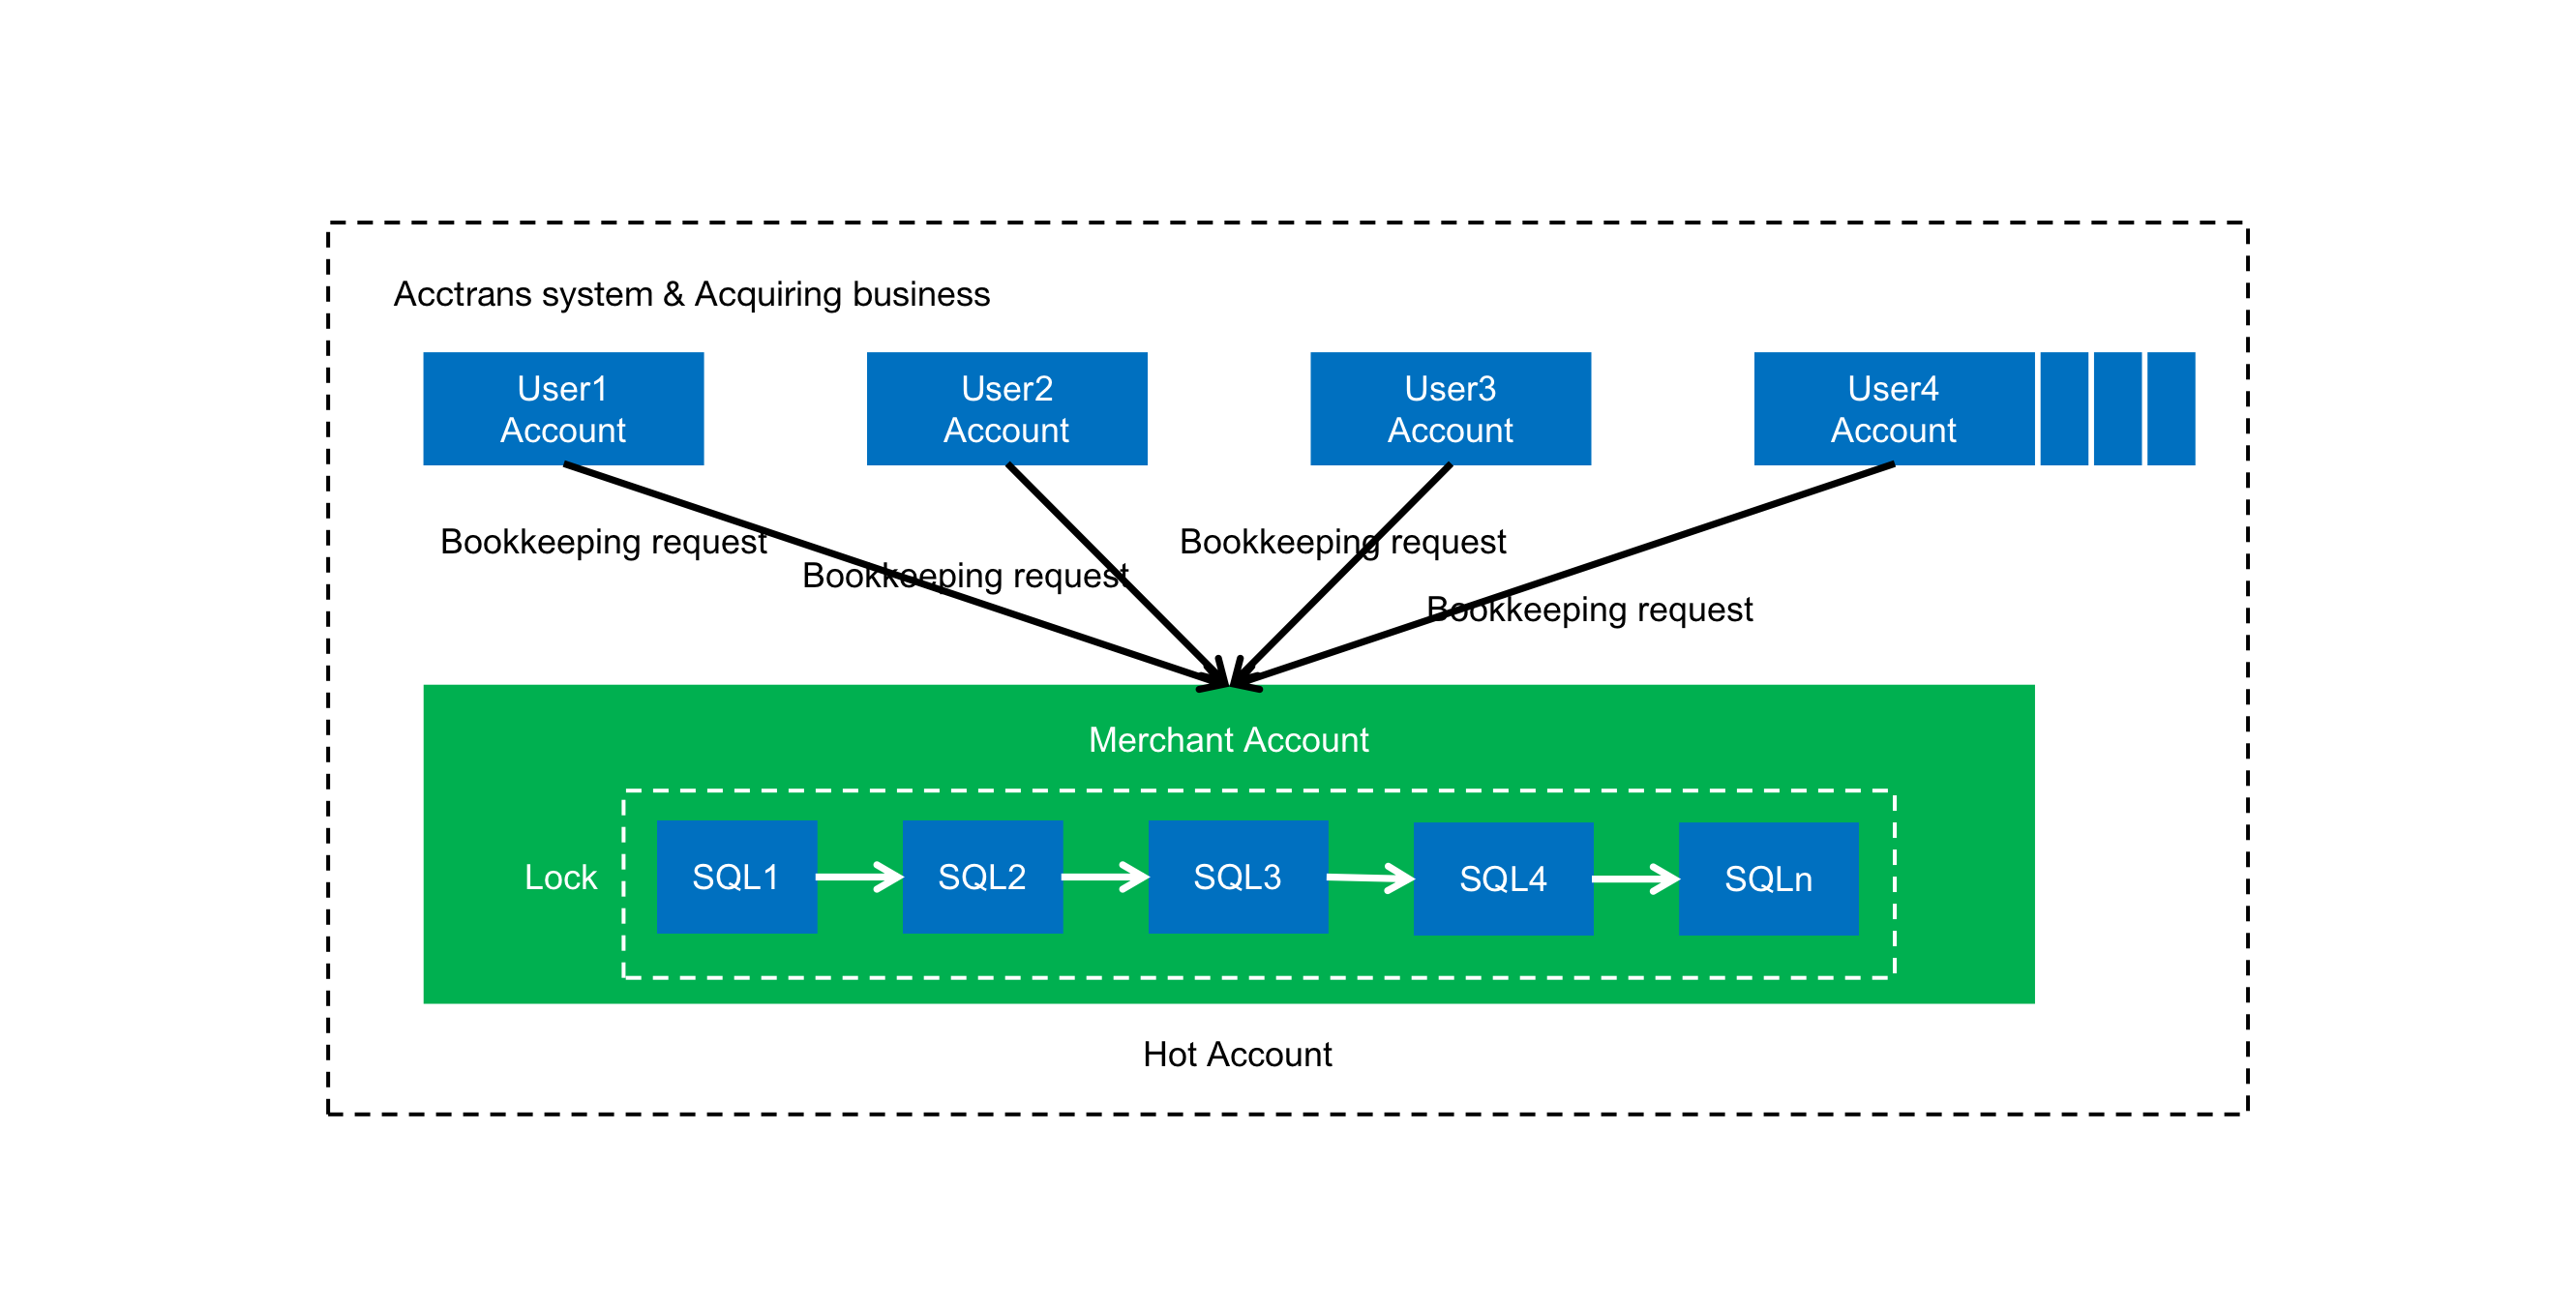 Acctrans system & Acquiring business
User1
Account
User2
Account
User3
Account
User4
Account
Bookkeeping request
Bookkeeping request
Bookkeeping request
Bookkeeping request
Merchant Account
Lock
SQL1
SQL2
SQL3
SQL4
SQLn
Hot Account